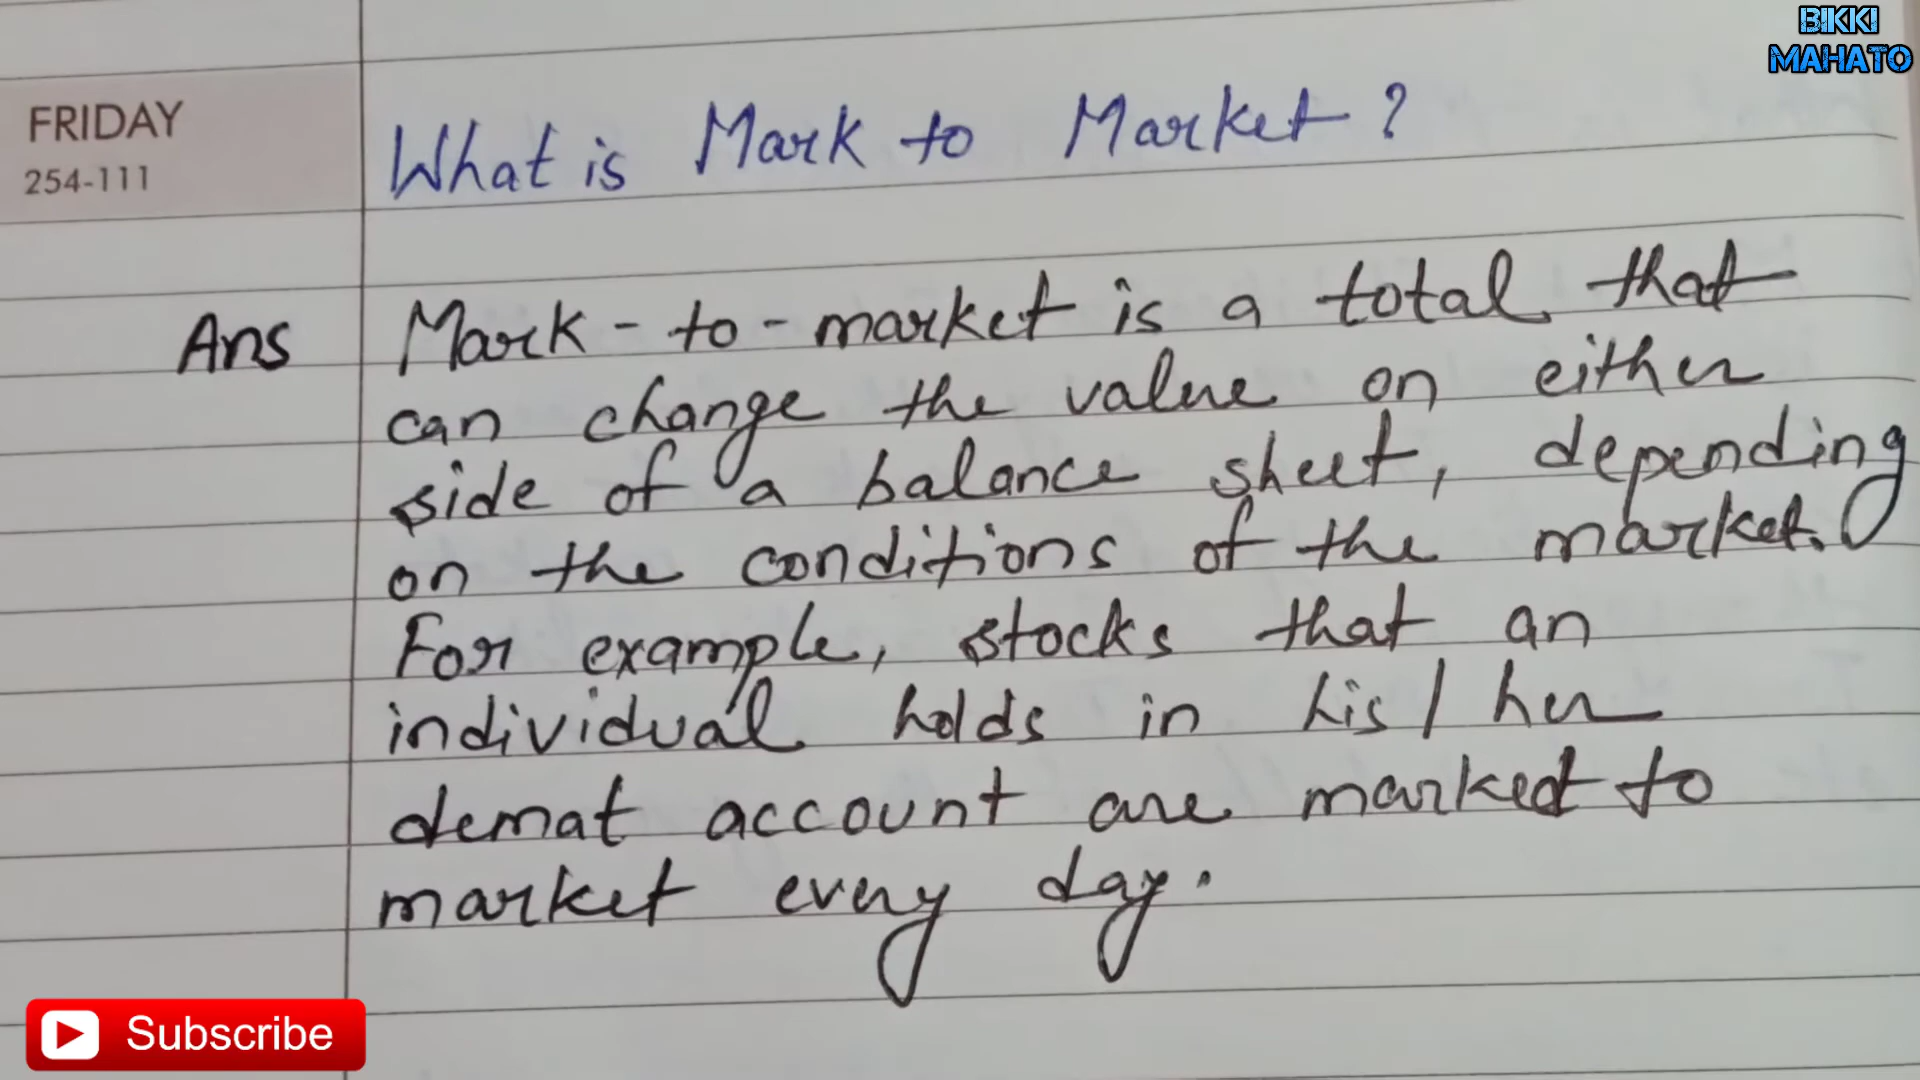 BIKKI
MAHATO
FRIDAY
254-111
What is Mark to Market?
Ans Mark-to-market is a total that
can change the value on either
side of a balance sheet, depending
on the conditions of the market.
For example, stocks that an
individual holds in his/her
demat account are marked to
market every day.
Subscribe